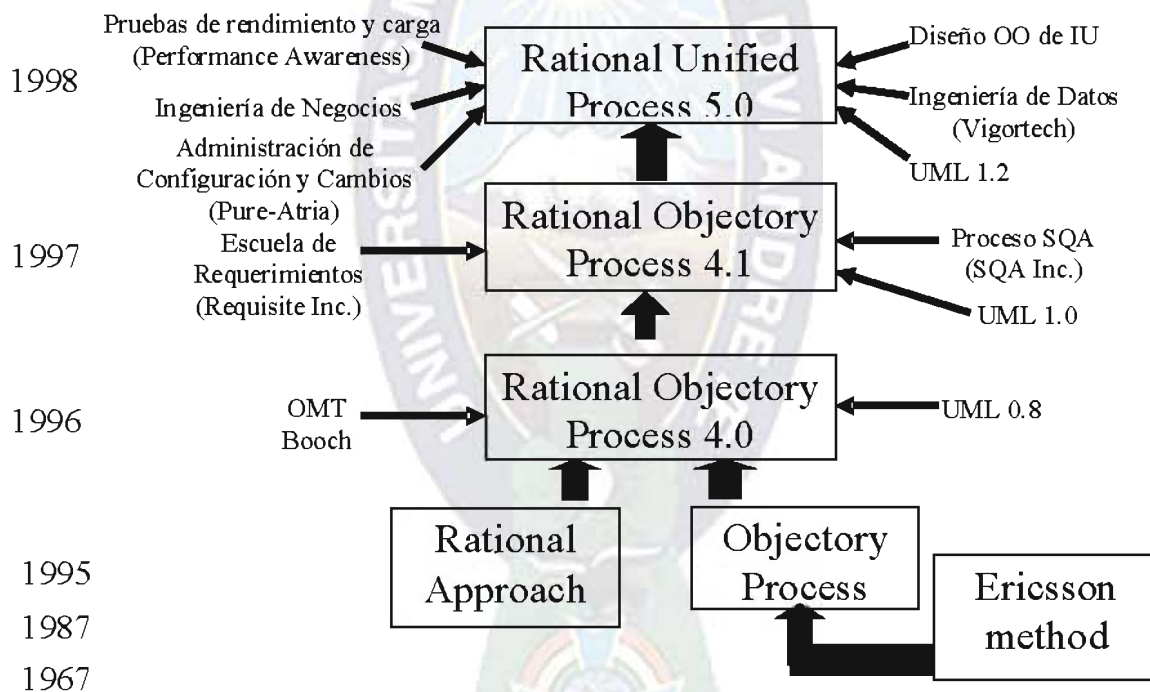 Pruebas de rendimiento y carga
(Performance Awareness)
1998
Ingeniería de Negocios
Administración de
Configuración y Cambios
(Pure-Atria)
Rational Unified
Process 5.0
Diseño OO de IU
Ingeniería de Datos
(Vigortech)
UML 1.2
1997
Escuela de
Requerimientos
(Requisite Inc.)
Rational Objectory
Process 4.1
Proceso SQA
(SQA Inc.)
UML 1.0
1996
OMT
Booch
Rational Objectory
Process 4.0
UML 0.8
Rational
Approach
Objectory
Process
Ericsson
method
1995
1987
1967